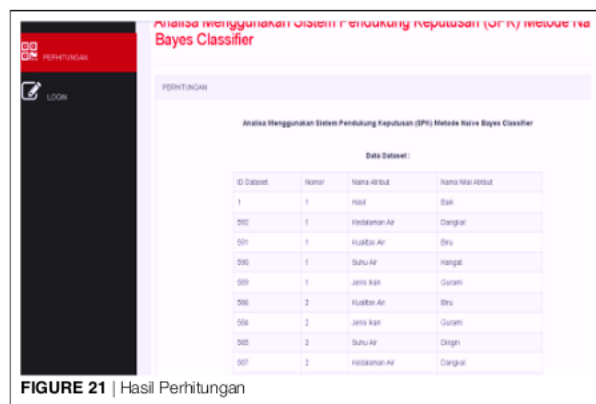 Analisa Menggunakan Sistem Pendukung Keputusan (SPK) Metode Na
Bayes Classifier
PERHITUNGAN
LOGIN
PERHITUNGAN
Analisa Menggunakan Sistem Pendukung Keputusan (SPK) Metode Naive Bayes Classifier
Data Dataset :
ID Dataset Nomor Nama Atribut Nama Nilai Atribut
1 1 Hasil Baik
592 1 Kedalaman Air Dangkal
591 1 Kualitas Air Biru
590 1 Suhu Air Hangat
589 1 Jenis Ikan Gurami
2 Kualitas Air Biru
2 Jenis Ikan Gurami
585 2 Suhu Air Dingin
587 2 Kedalaman Air Dangkal
FIGURE 21 | Hasil Perhitungan